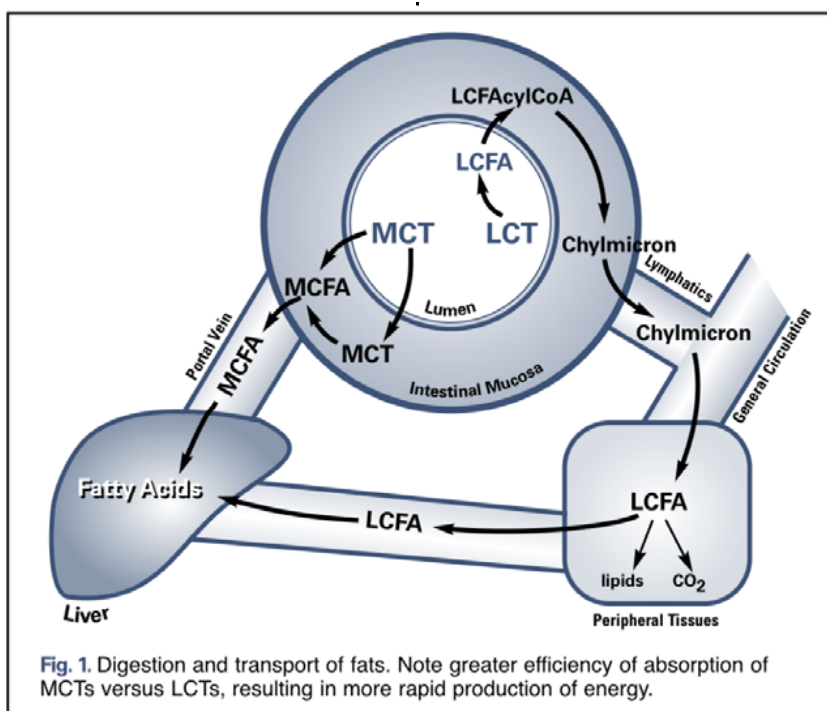 LCFAcylCoA
LCFA
MCT
LCT
Chylmicron
MCFA
Lumen
MCT
Intestinal Mucosa
Lymphatics
Chylmicron
General Circulation
Portal Vein
MCFA
Fatty Acids
LCFA
LCFA
lipids
CO₂
Liver
Peripheral Tissues
Fig. 1. Digestion and transport of fats. Note greater efficiency of absorption of
MCTs versus LCTs, resulting in more rapid production of energy.